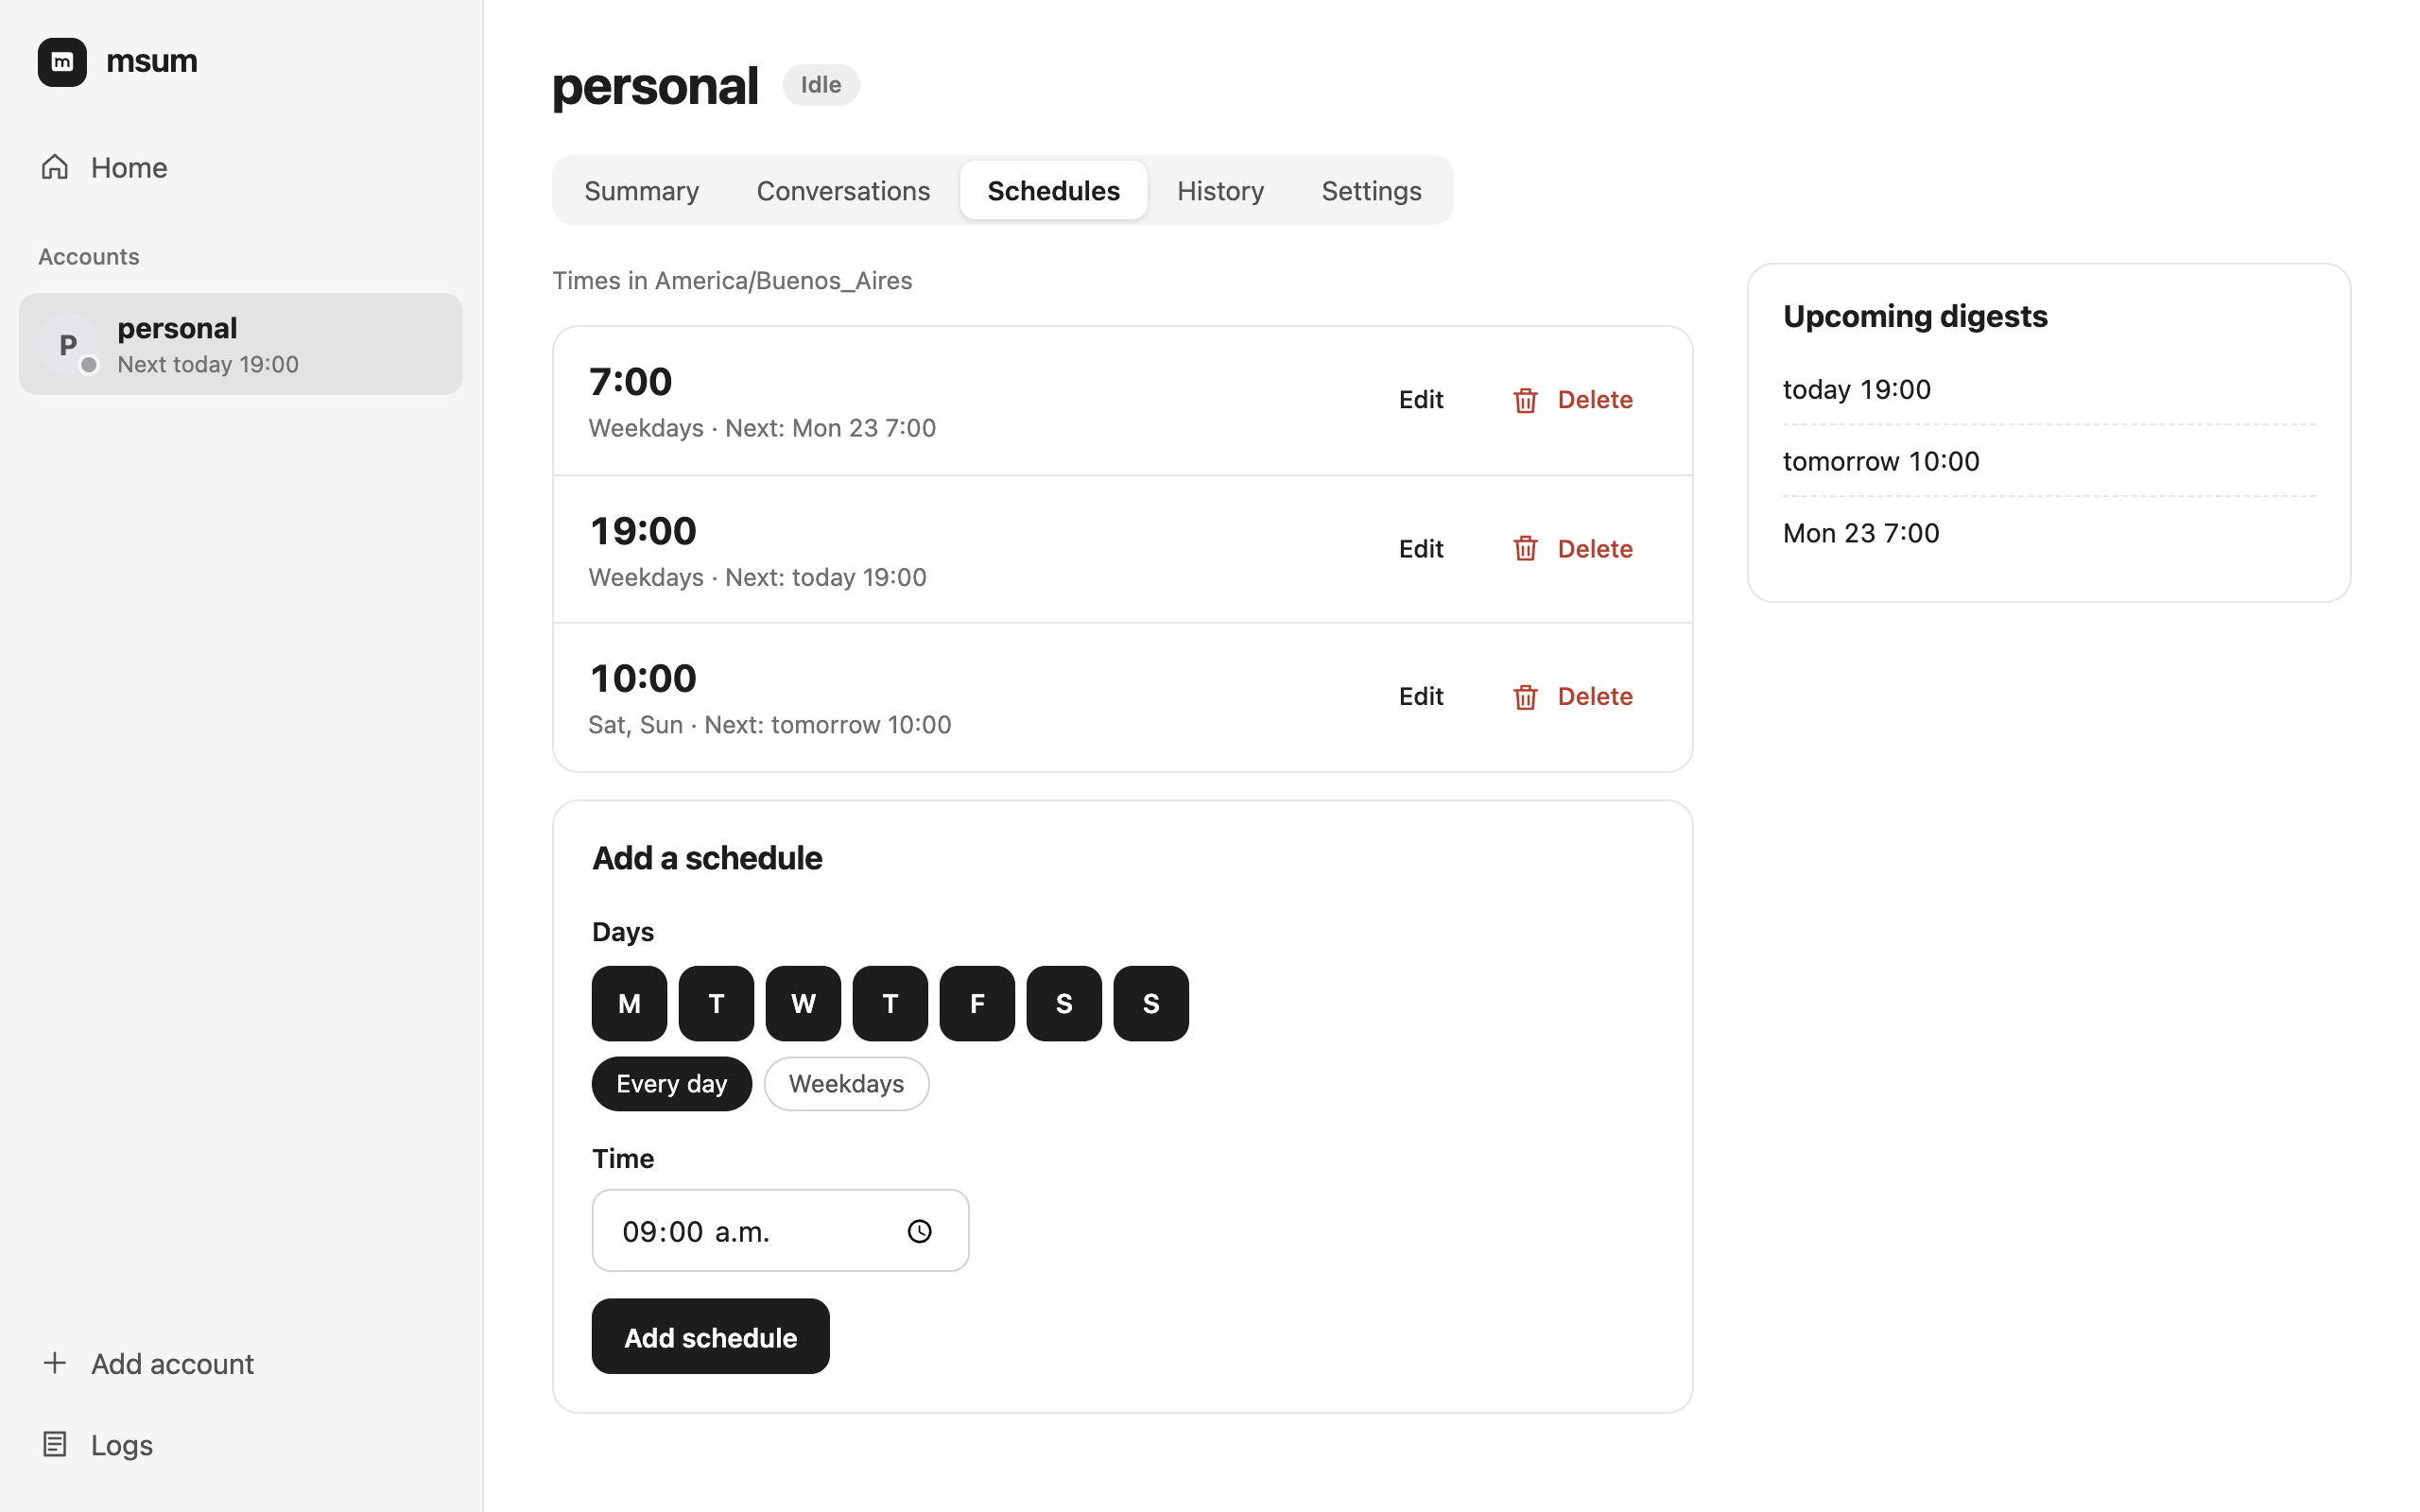 msum
Home
Accounts
P
personal
Next today 19:00
Add account
Logs
personal
Idle
Summary
Conversations
Schedules
History
Settings
Times in America/Buenos_Aires
7:00
Weekdays · Next: Mon 23 7:00
Edit
Delete
19:00
Weekdays · Next: today 19:00
Edit
Delete
10:00
Sat, Sun · Next: tomorrow 10:00
Edit
Delete
Add a schedule
Days
M T W T F S S
Every day
Weekdays
Time
09:00 a.m.
Add schedule
Upcoming digests
today 19:00
tomorrow 10:00
Mon 23 7:00